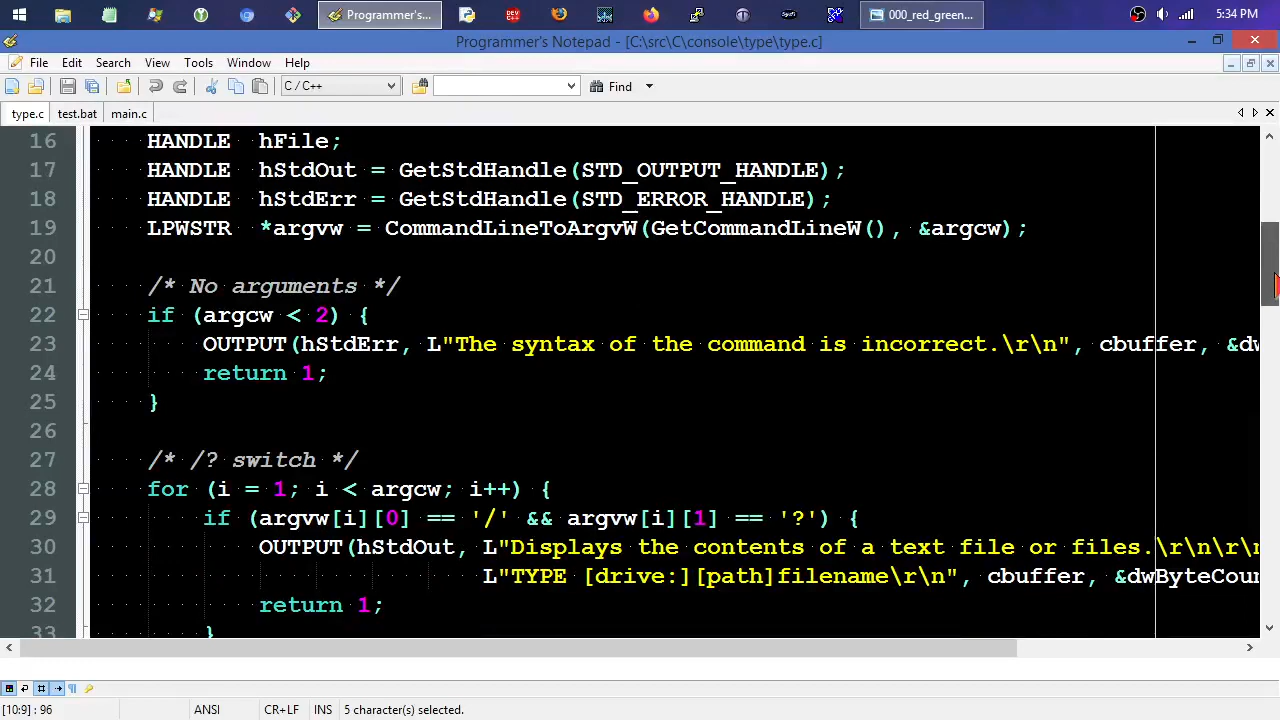 Programmer's...
000_red_green...
5:34 PM
Programmer's Notepad - [C:\src\C\console\type\type.c]
File Edit Search View Tools Window Help
C / C++
Find
type.c test.bat main.c
16 HANDLE hFile;
17 HANDLE hStdOut = GetStdHandle(STD_OUTPUT_HANDLE);
18 HANDLE hStdErr = GetStdHandle(STD_ERROR_HANDLE);
19 LPWSTR *argvw = CommandLineToArgvW(GetCommandLineW(), &argcw);
20
21 /* No arguments */
22 if (argcw < 2) {
23 OUTPUT(hStdErr, L"The syntax of the command is incorrect.\r\n", cbuffer, &dw
24 return 1;
25 }
26
27 /* /? switch */
28 for (i = 1; i < argcw; i++) {
29 if (argvw[i][0] == '/' && argvw[i][1] == '?') {
30 OUTPUT(hStdOut, L"Displays the contents of a text file or files.\r\n\r\n
31 L"TYPE [drive:][path]filename\r\n", cbuffer, &dwByteCoun
32 return 1;
33 }
[10:9] : 96 ANSI CR+LF INS 5 character(s) selected.